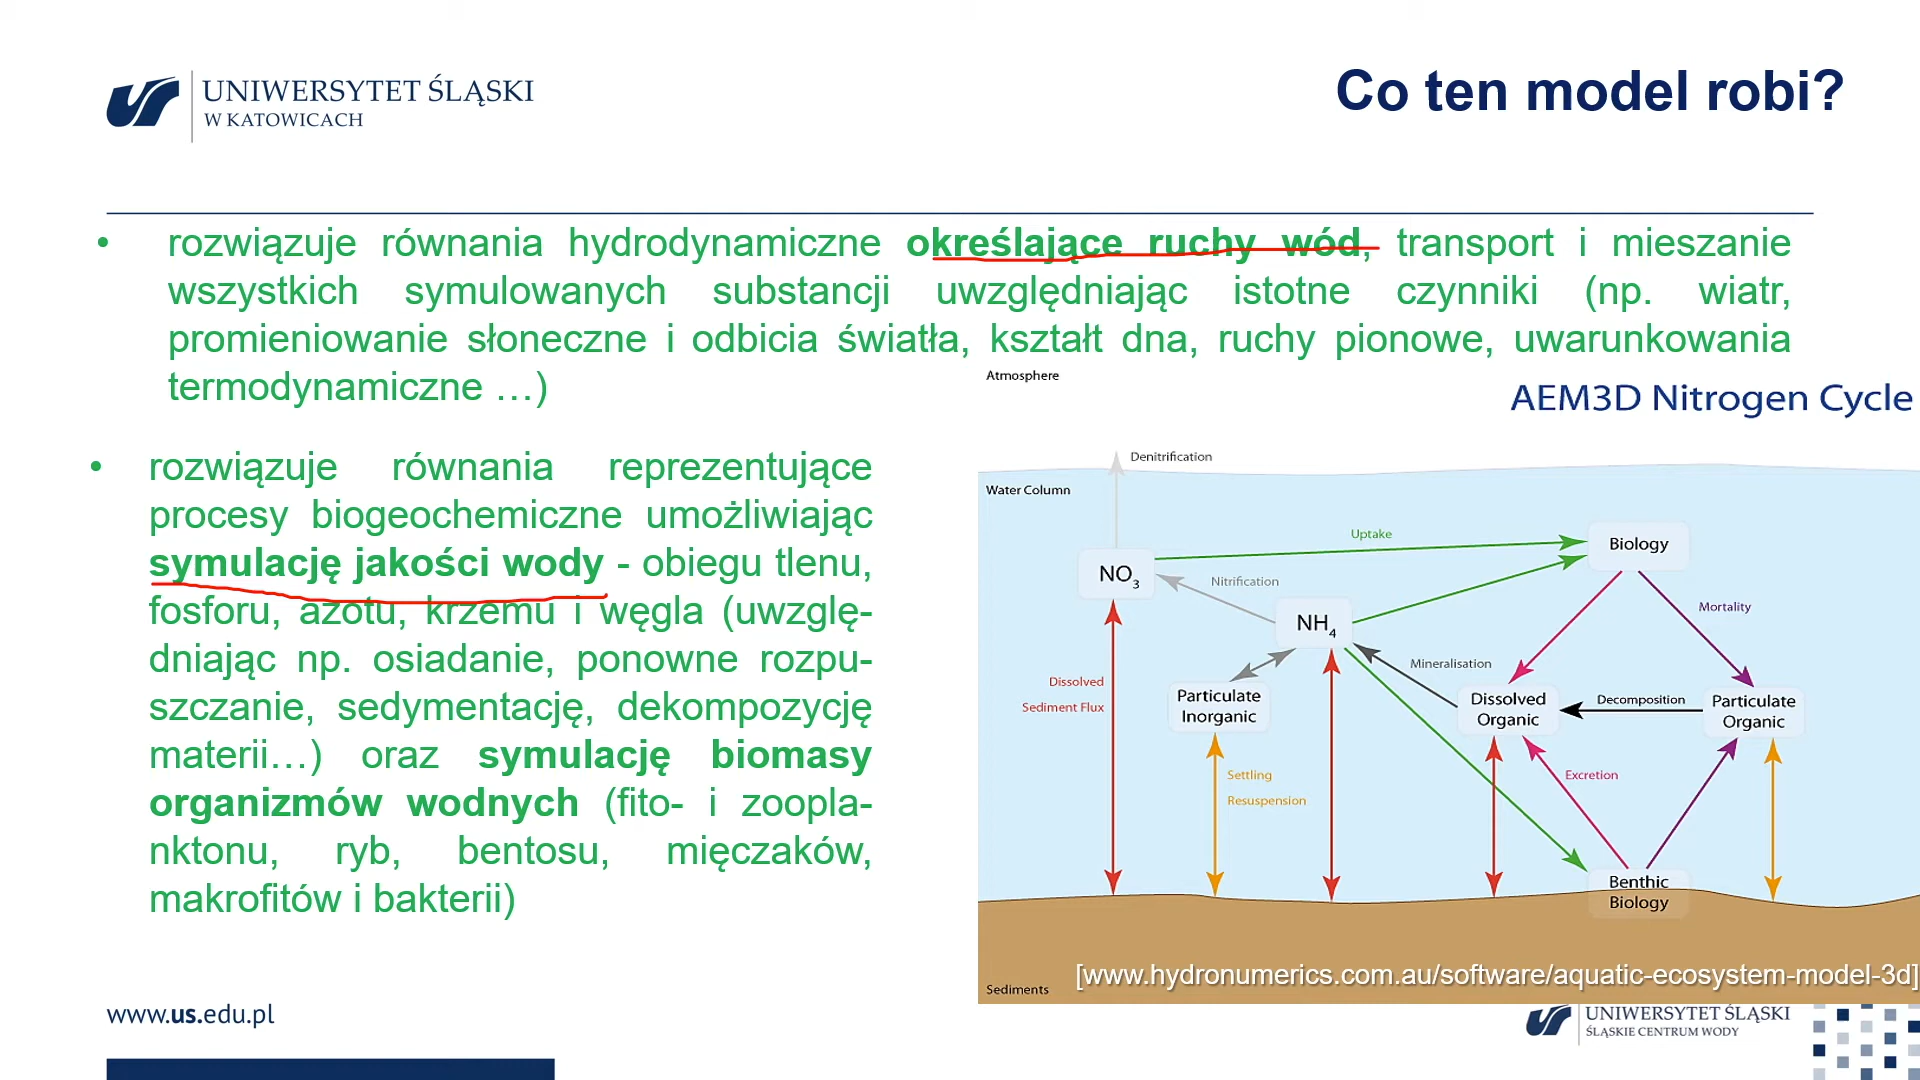 UNIWERSYTET ŚLĄSKI
W KATOWICACH
Co ten model robi?
• rozwiązuje równania hydrodynamiczne określające ruchy wód, transport i mieszanie
wszystkich symulowanych substancji uwzględniając istotne czynniki (np. wiatr,
promieniowanie słoneczne i odbicia światła, kształt dna, ruchy pionowe, uwarunkowania
termodynamiczne …)
• rozwiązuje równania reprezentujące
procesy biogeochemiczne umożliwiając
symulację jakości wody - obiegu tlenu,
fosforu, azotu, krzemu i węgla (uwzglę-
dniając np. osiadanie, ponowne rozpu-
szczanie, sedymentację, dekompozycję
materii…) oraz symulację biomasy
organizmów wodnych (fito- i zoopla-
nktonu, ryb, bentosu, mięczaków,
makrofitów i bakterii)
Atmosphere
AEM3D Nitrogen Cycle
Denitrification
Water Column
Uptake
Biology
NO3
Nitrification
NH4
Mortality
Mineralisation
Dissolved
Sediment Flux
Particulate
Inorganic
Dissolved
Organic
Decomposition
Particulate
Organic
Settling
Resuspension
Excretion
Benthic
Biology
[www.hydronumerics.com.au/software/aquatic-ecosystem-model-3d]
Sediments
www.us.edu.pl
UNIWERSYTET ŚLĄSKI
ŚLĄSKIE CENTRUM WODY